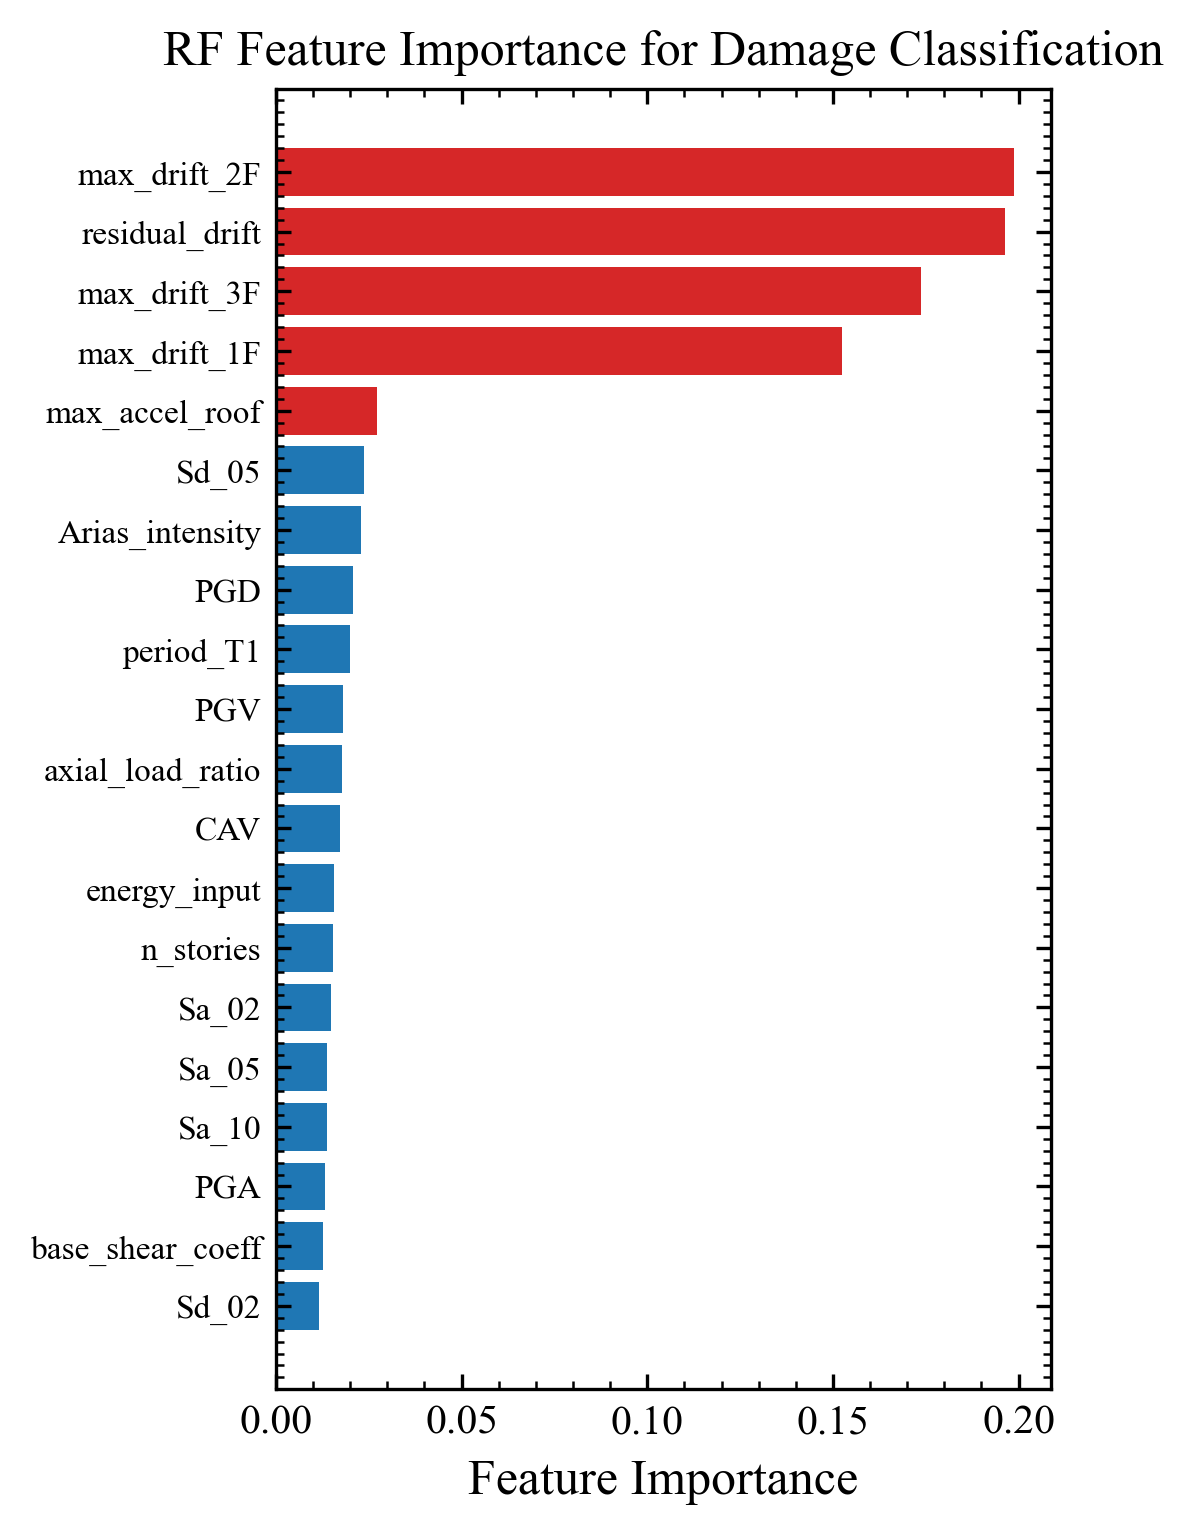 RF Feature Importance for Damage Classification
max_drift_2F
residual_drift
max_drift_3F
max_drift_1F
max_accel_roof
Sd_05
Arias_intensity
PGD
period_T1
PGV
axial_load_ratio
CAV
energy_input
n_stories
Sa_02
Sa_05
Sa_10
PGA
base_shear_coeff
Sd_02
0.00 0.05 0.10 0.15 0.20
Feature Importance